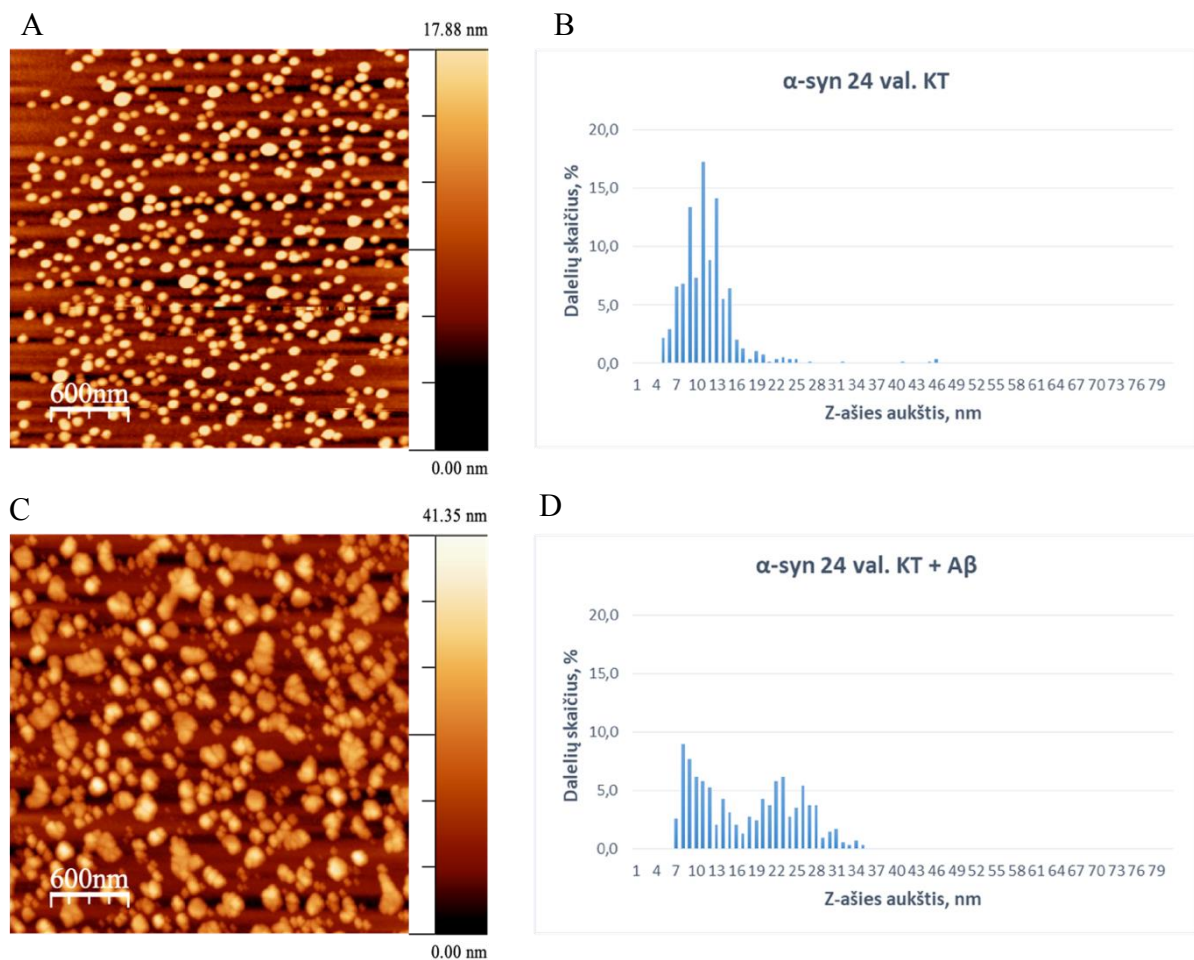 A
17.88 nm
600nm
0.00 nm
B
α-syn 24 val. KT
Dalelių skaičius, %
20,0
15,0
10,0
5,0
0,0
1 4 7 10 13 16 19 22 25 28 31 34 37 40 43 46 49 52 55 58 61 64 67 70 73 76 79
Z-ašies aukštis, nm
C
41.35 nm
600nm
0.00 nm
D
α-syn 24 val. KT + Aβ
Dalelių skaičius, %
20,0
15,0
10,0
5,0
0,0
1 4 7 10 13 16 19 22 25 28 31 34 37 40 43 46 49 52 55 58 61 64 67 70 73 76 79
Z-ašies aukštis, nm